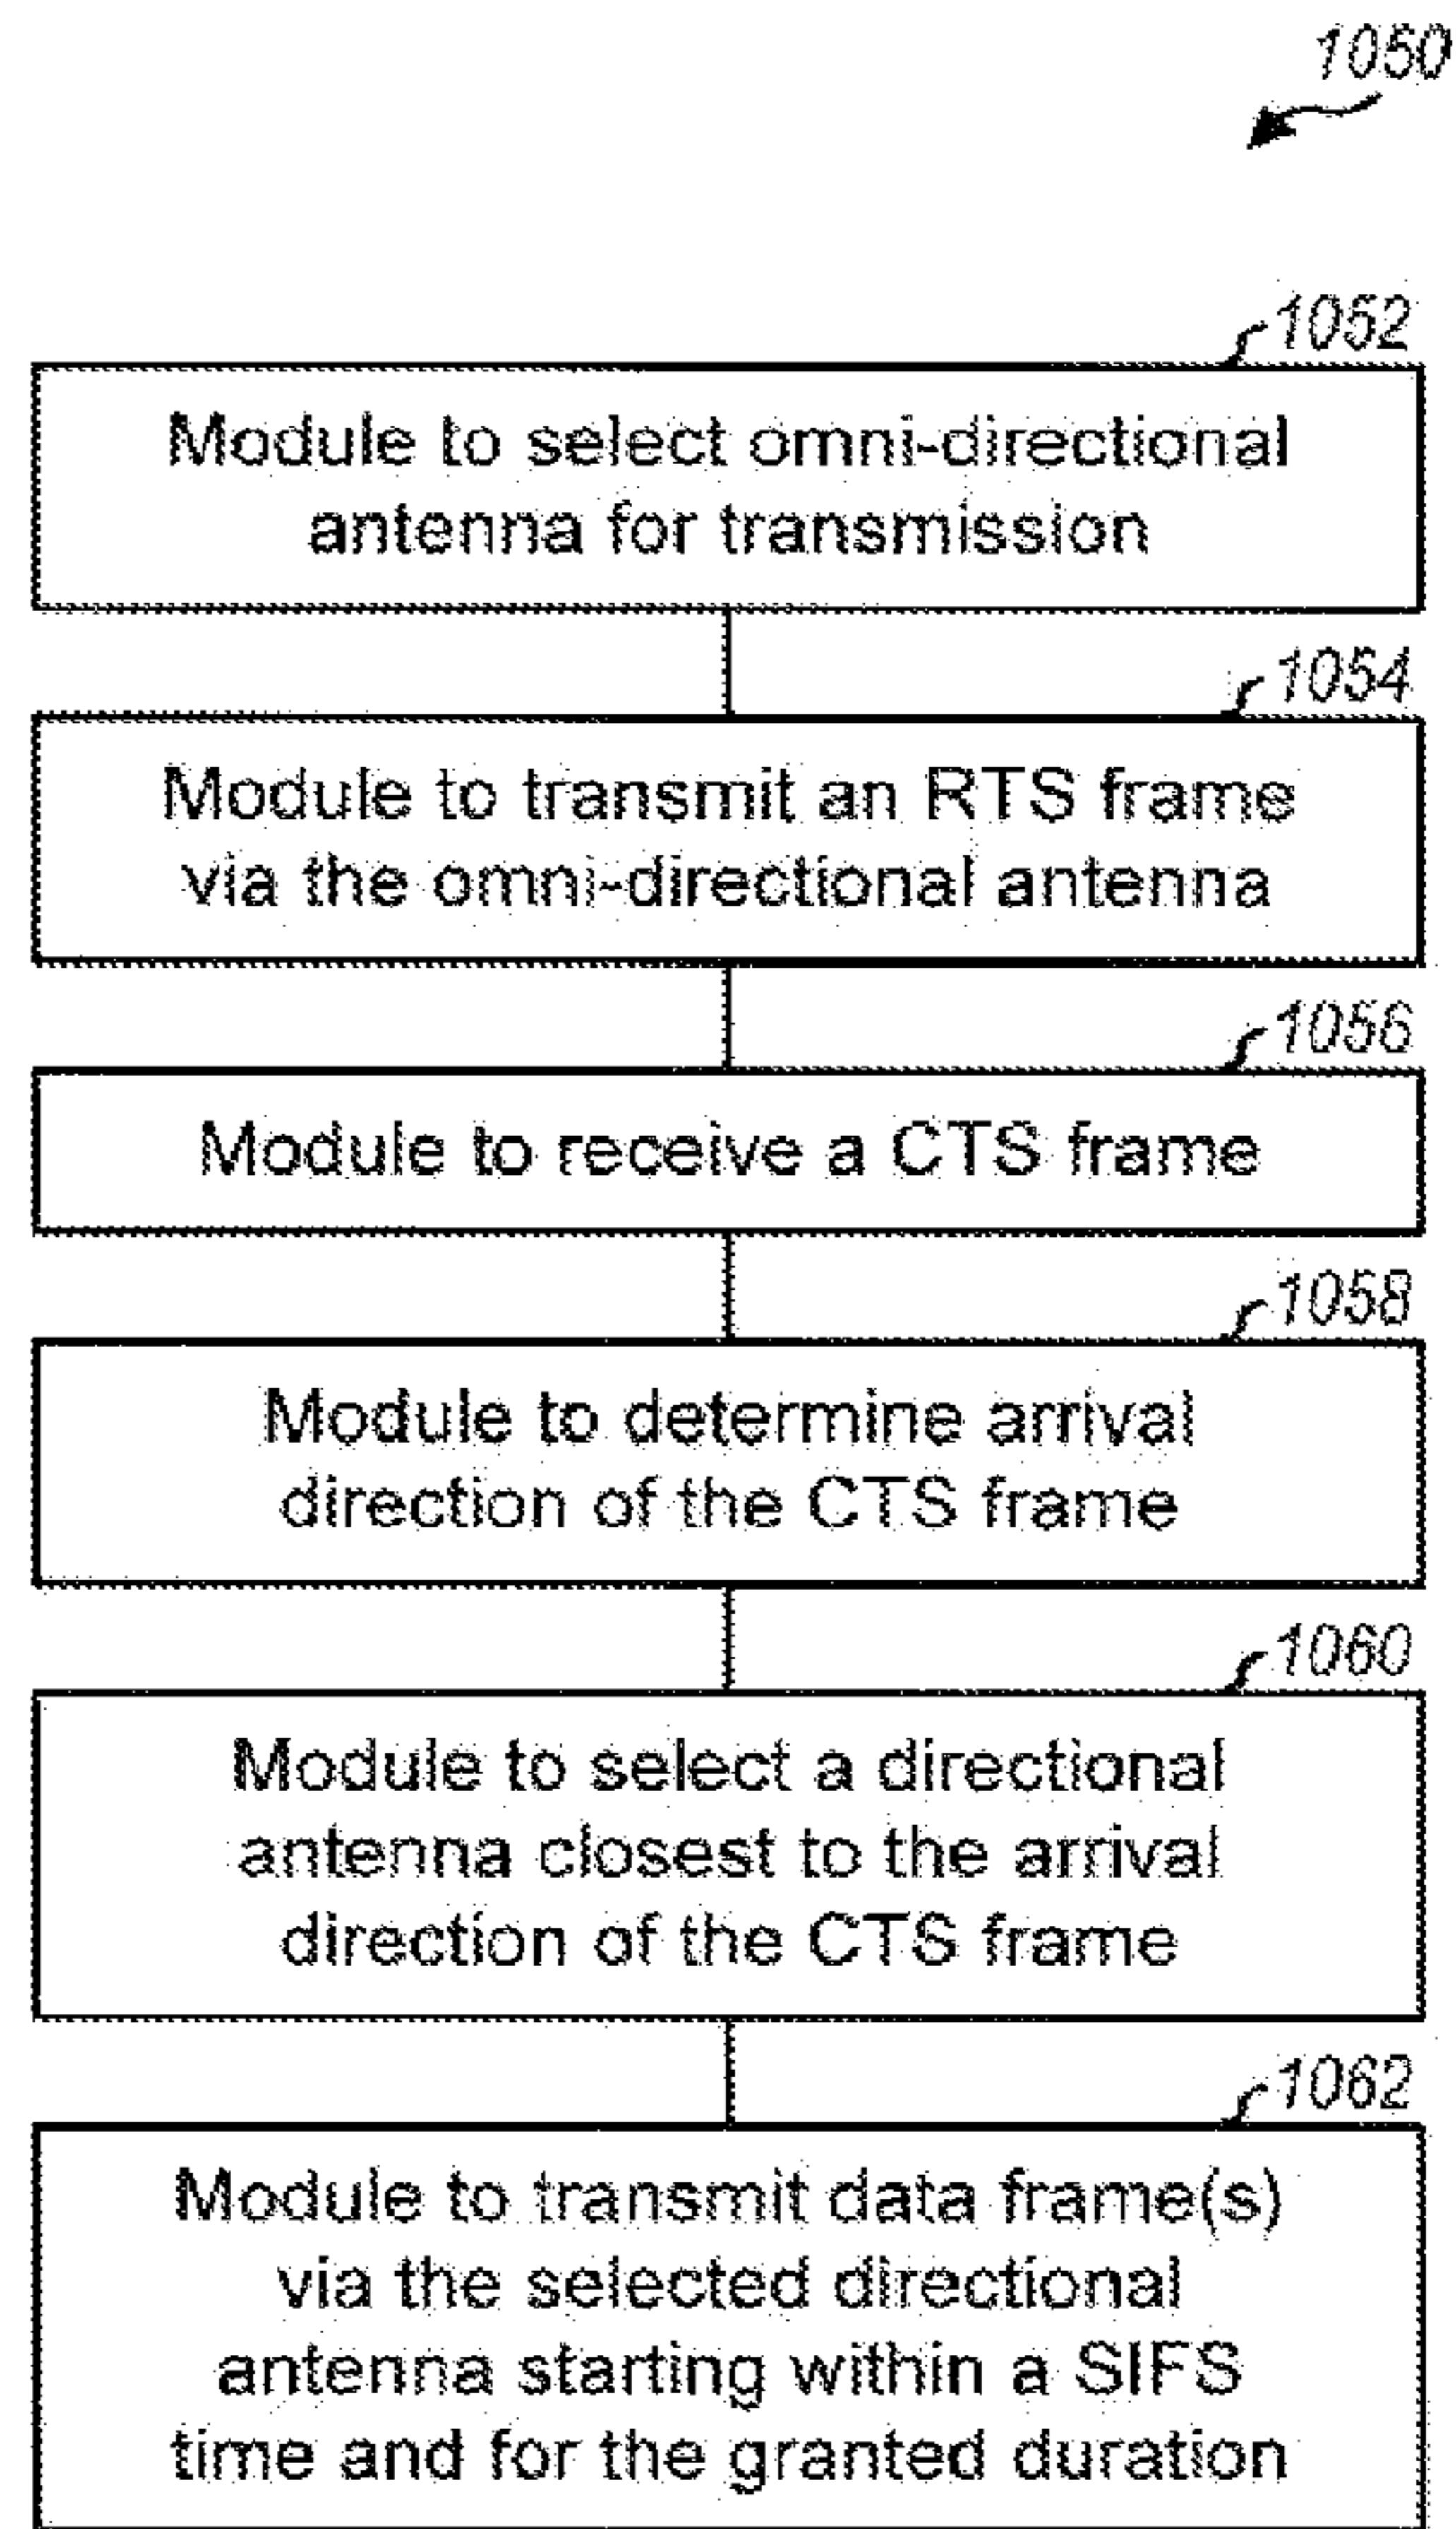 1050
1052
Module to select omni-directional
antenna for transmission
1054
Module to transmit an RTS frame
via the omni-directional antenna
1056
Module to receive a CTS frame
1058
Module to determine arrival
direction of the CTS frame
1060
Module to select a directional
antenna closest to the arrival
direction of the CTS frame
1062
Module to transmit data frame(s)
via the selected directional
antenna starting within a SIFS
time and for the granted duration